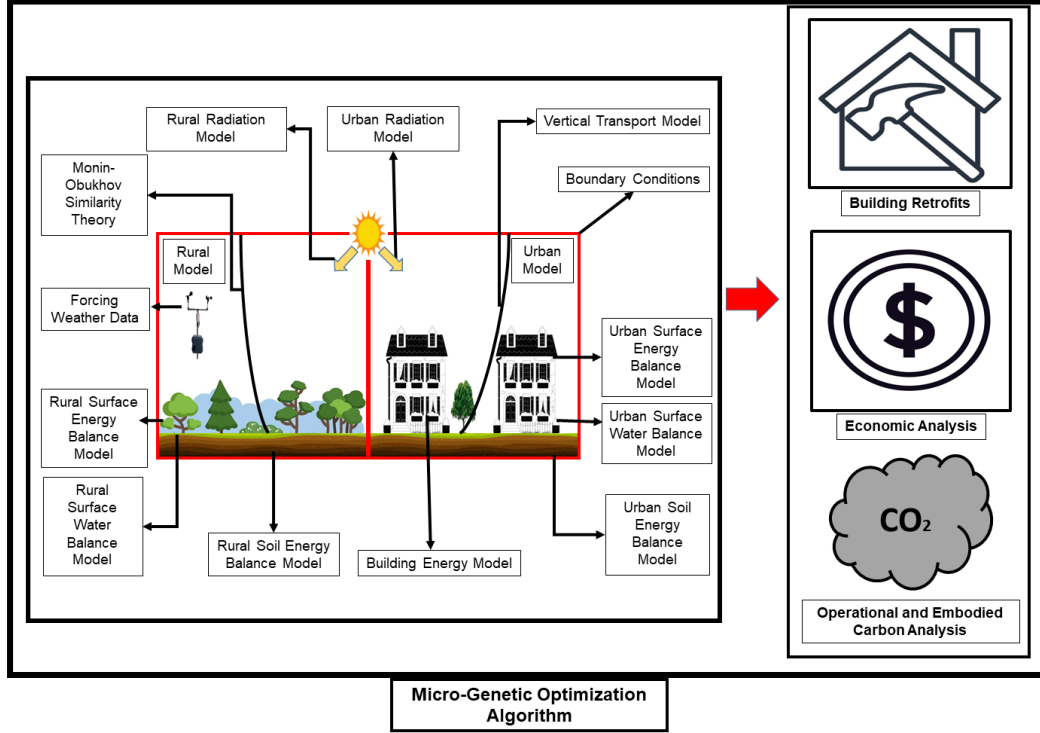 Rural Radiation
Model
Urban Radiation
Model
Vertical Transport Model
Monin-
Obukhov
Similarity
Theory
Boundary Conditions
Rural
Model
Urban
Model
Forcing
Weather Data
Rural Surface
Energy
Balance
Model
Rural
Surface
Water
Balance
Model
Rural Soil Energy
Balance Model
Building Energy Model
Urban Surface
Energy
Balance
Model
Urban Surface
Water Balance
Model
Urban Soil
Energy
Balance
Model
Building Retrofits
$
Economic Analysis
CO₂
Operational and Embodied
Carbon Analysis
Micro-Genetic Optimization
Algorithm